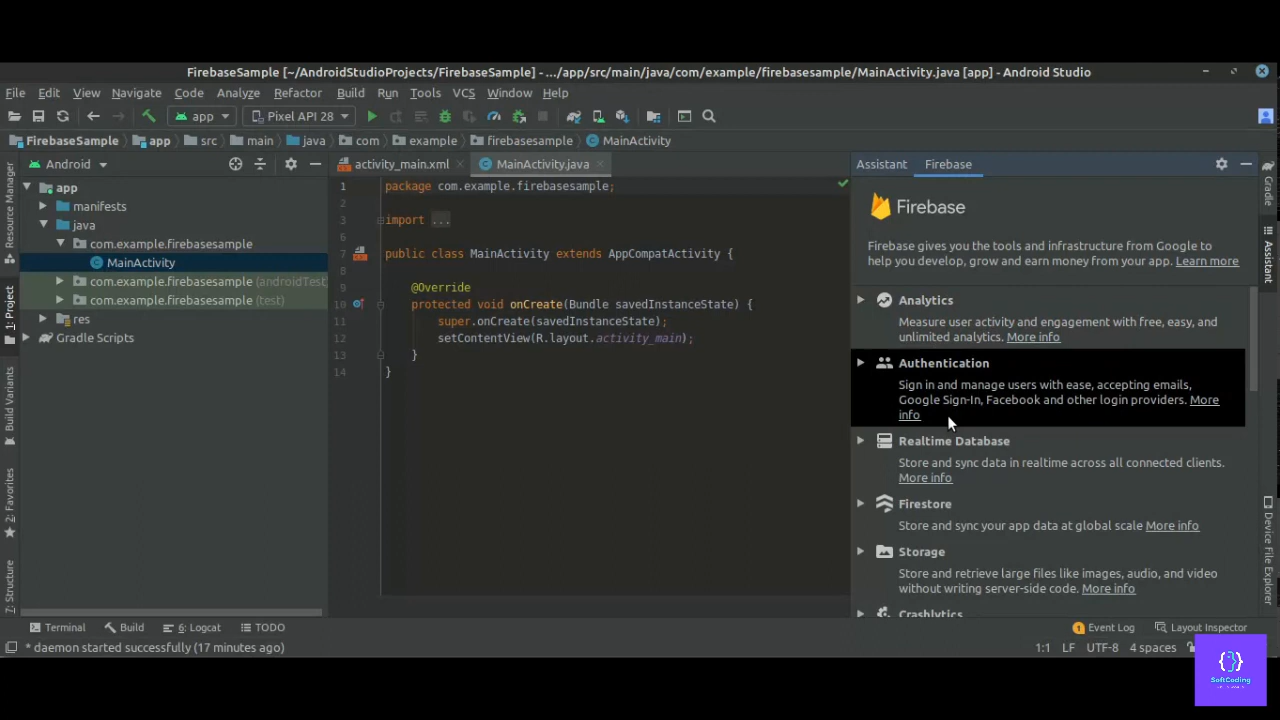 FirebaseSample [~/AndroidStudioProjects/FirebaseSample] - .../app/src/main/java/com/example/firebasesample/MainActivity.java [app] - Android Studio
File Edit View Navigate Code Analyze Refactor Build Run Tools VCS Window Help
app Pixel API 28
FirebaseSample app src main java com example firebasesample MainActivity
Android
activity_main.xml MainActivity.java
Assistant Firebase
Resource Manager
1: Project
Build Variants
2: Favorites
7: Structure
app
manifests
java
com.example.firebasesample
MainActivity
com.example.firebasesample (androidTest
com.example.firebasesample (test)
res
Gradle Scripts
1 package com.example.firebasesample;
2
3 import ...
6
7 public class MainActivity extends AppCompatActivity {
8
9 @Override
10 protected void onCreate(Bundle savedInstanceState) {
11 super.onCreate(savedInstanceState);
12 setContentView(R.layout.activity_main);
13 }
14 }
Firebase
Firebase gives you the tools and infrastructure from Google to
help you develop, grow and earn money from your app. Learn more
Analytics
Measure user activity and engagement with free, easy, and
unlimited analytics. More info
Authentication
Sign in and manage users with ease, accepting emails,
Google Sign-In, Facebook and other login providers. More
info
Realtime Database
Store and sync data in realtime across all connected clients.
More info
Firestore
Store and sync your app data at global scale More info
Storage
Store and retrieve large files like images, audio, and video
without writing server-side code. More info
Crashlytics
Gradle
Assistant
Device File Explorer
Terminal Build 6: Logcat TODO
1 Event Log Layout Inspector
* daemon started successfully (17 minutes ago)
1:1 LF UTF-8 4 spaces
SoftCoding